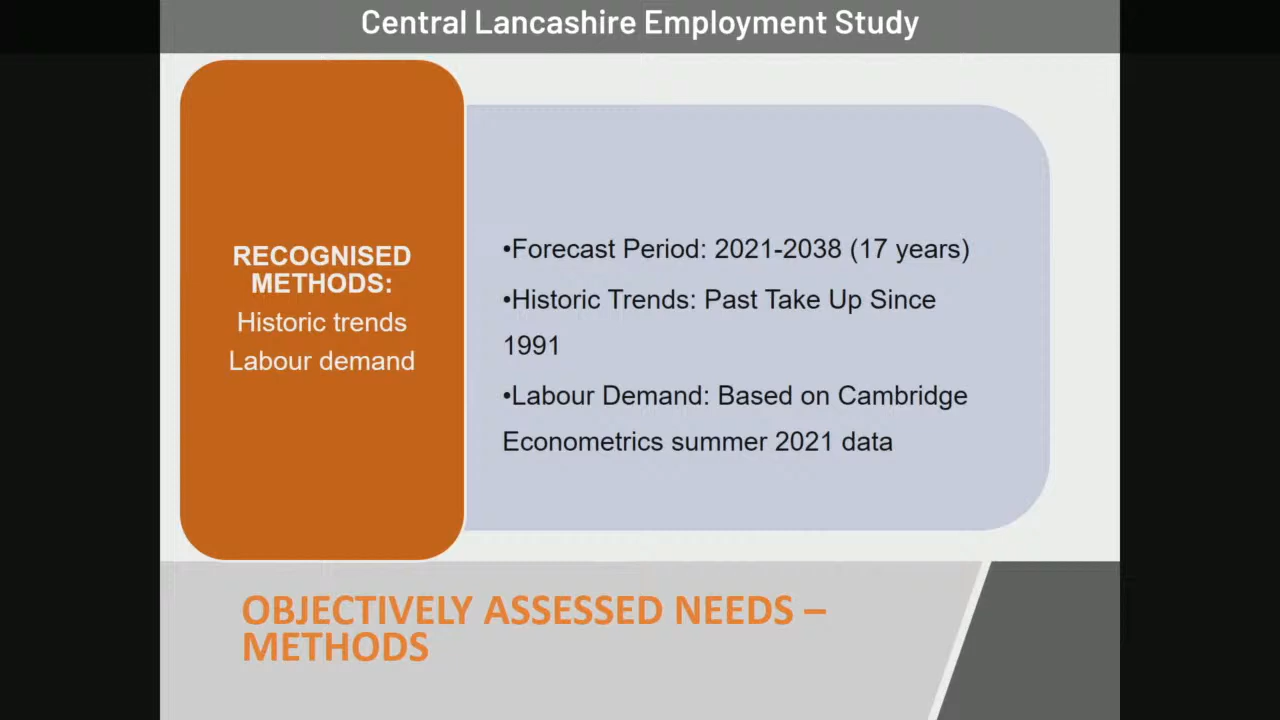 Central Lancashire Employment Study
RECOGNISED
METHODS:
Historic trends
Labour demand
•Forecast Period: 2021-2038 (17 years)
•Historic Trends: Past Take Up Since
1991
•Labour Demand: Based on Cambridge
Econometrics summer 2021 data
OBJECTIVELY ASSESSED NEEDS –
METHODS